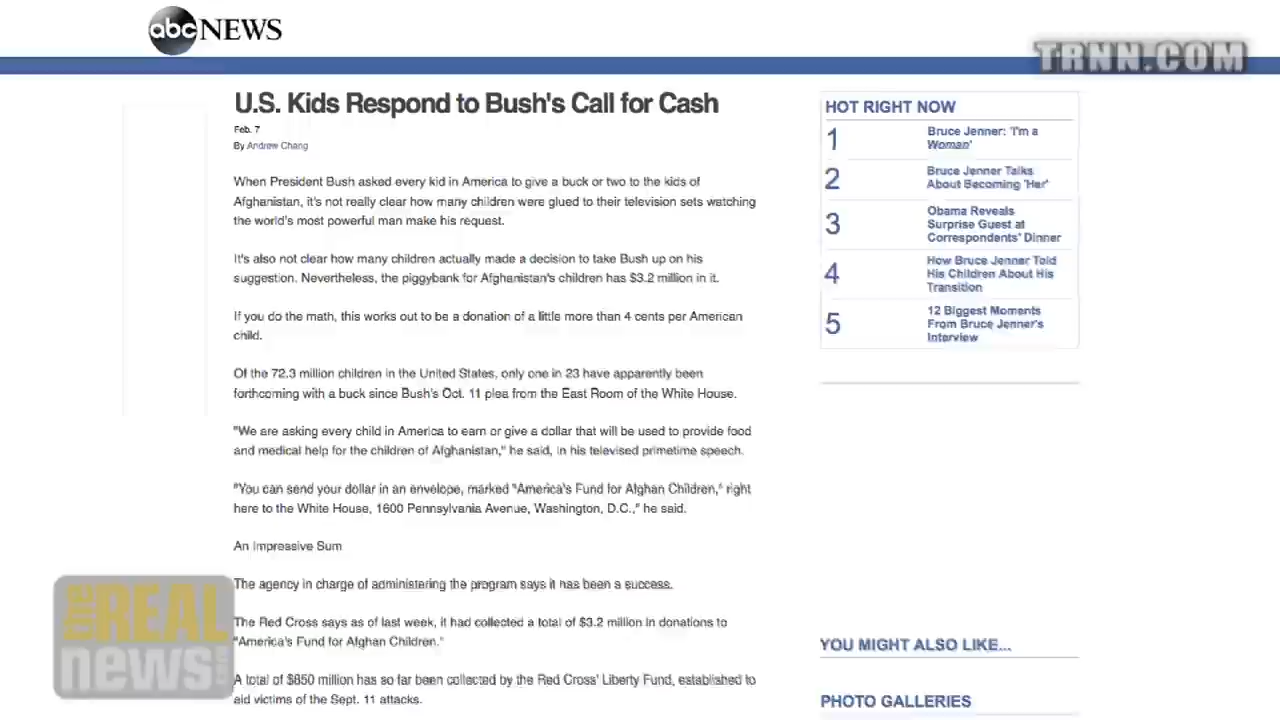 abc NEWS
TRNN.COM
U.S. Kids Respond to Bush's Call for Cash
Feb. 7
By Andrew Chang
When President Bush asked every kid in America to give a buck or two to the kids of
Afghanistan, it's not really clear how many children were glued to their television sets watching
the world's most powerful man make his request.
It's also not clear how many children actually made a decision to take Bush up on his
suggestion. Nevertheless, the piggybank for Afghanistan's children has $3.2 million in it.
If you do the math, this works out to be a donation of a little more than 4 cents per American
child.
Of the 72.3 million children in the United States, only one in 23 have apparently been
forthcoming with a buck since Bush's Oct. 11 plea from the East Room of the White House.
"We are asking every child in America to earn or give a dollar that will be used to provide food
and medical help for the children of Afghanistan," he said, in his televised primetime speech.
"You can send your dollar in an envelope, marked "America's Fund for Afghan Children," right
here to the White House, 1600 Pennsylvania Avenue, Washington, D.C.," he said.
An Impressive Sum
The agency in charge of administering the program says it has been a success.
The Red Cross says as of last week, it had collected a total of $3.2 million in donations to
"America's Fund for Afghan Children."
A total of $850 million has so far been collected by the Red Cross' Liberty Fund, established to
aid victims of the Sept. 11 attacks.
HOT RIGHT NOW
1 Bruce Jenner: 'I'm a
Woman'
2 Bruce Jenner Talks
About Becoming 'Her'
3 Obama Reveals
Surprise Guest at
Correspondents' Dinner
4 How Bruce Jenner Told
His Children About His
Transition
5 12 Biggest Moments
From Bruce Jenner's
Interview
YOU MIGHT ALSO LIKE...
PHOTO GALLERIES
the REAL
news.com